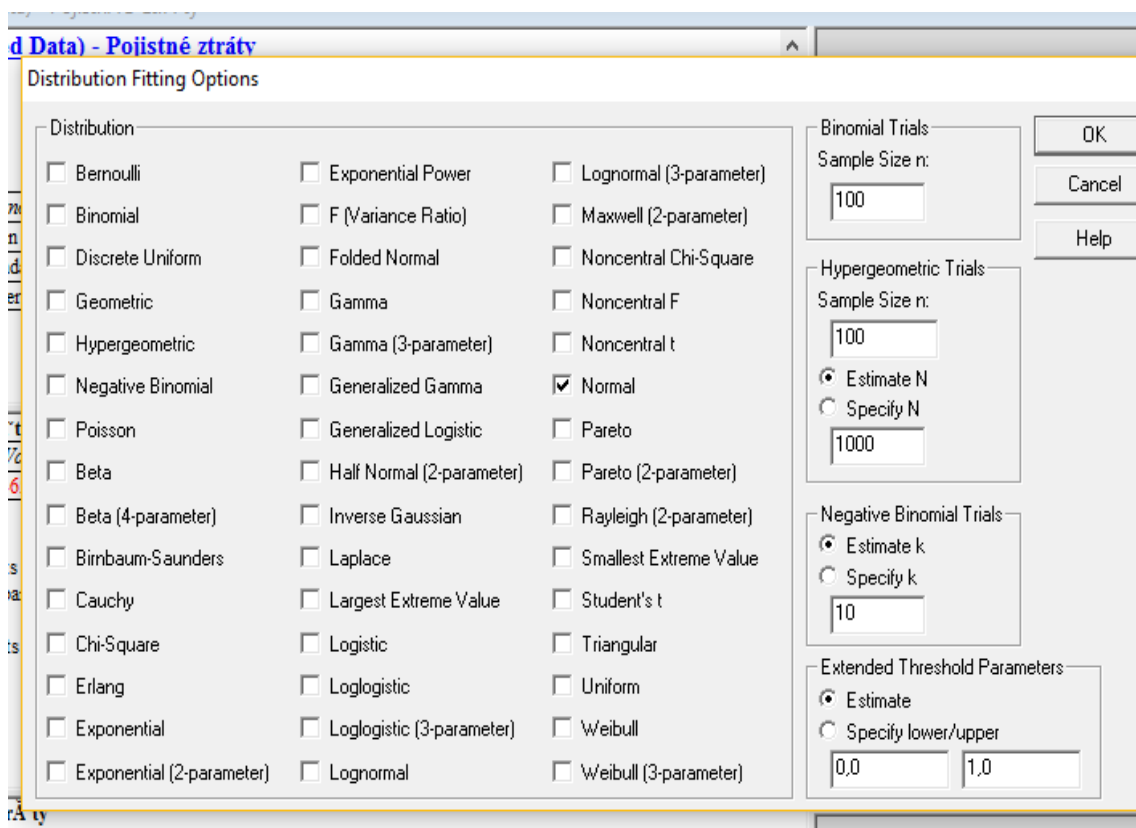 d Data) - Pojistné ztráty
Distribution Fitting Options
Distribution
Bernoulli
Binomial
Discrete Uniform
Geometric
Hypergeometric
Negative Binomial
Poisson
Beta
Beta (4-parameter)
Birnbaum-Saunders
Cauchy
Chi-Square
Erlang
Exponential
Exponential (2-parameter)
Exponential Power
F (Variance Ratio)
Folded Normal
Gamma
Gamma (3-parameter)
Generalized Gamma
Generalized Logistic
Half Normal (2-parameter)
Inverse Gaussian
Laplace
Largest Extreme Value
Logistic
Loglogistic
Loglogistic (3-parameter)
Lognormal
Lognormal (3-parameter)
Maxwell (2-parameter)
Noncentral Chi-Square
Noncentral F
Noncentral t
Normal
Pareto
Pareto (2-parameter)
Rayleigh (2-parameter)
Smallest Extreme Value
Student's t
Triangular
Uniform
Weibull
Weibull (3-parameter)
Binomial Trials
Sample Size n:
100
Hypergeometric Trials
Sample Size n:
100
Estimate N
Specify N
1000
Negative Binomial Trials
Estimate k
Specify k
10
Extended Threshold Parameters
Estimate
Specify lower/upper
0,0 1,0
OK
Cancel
Help